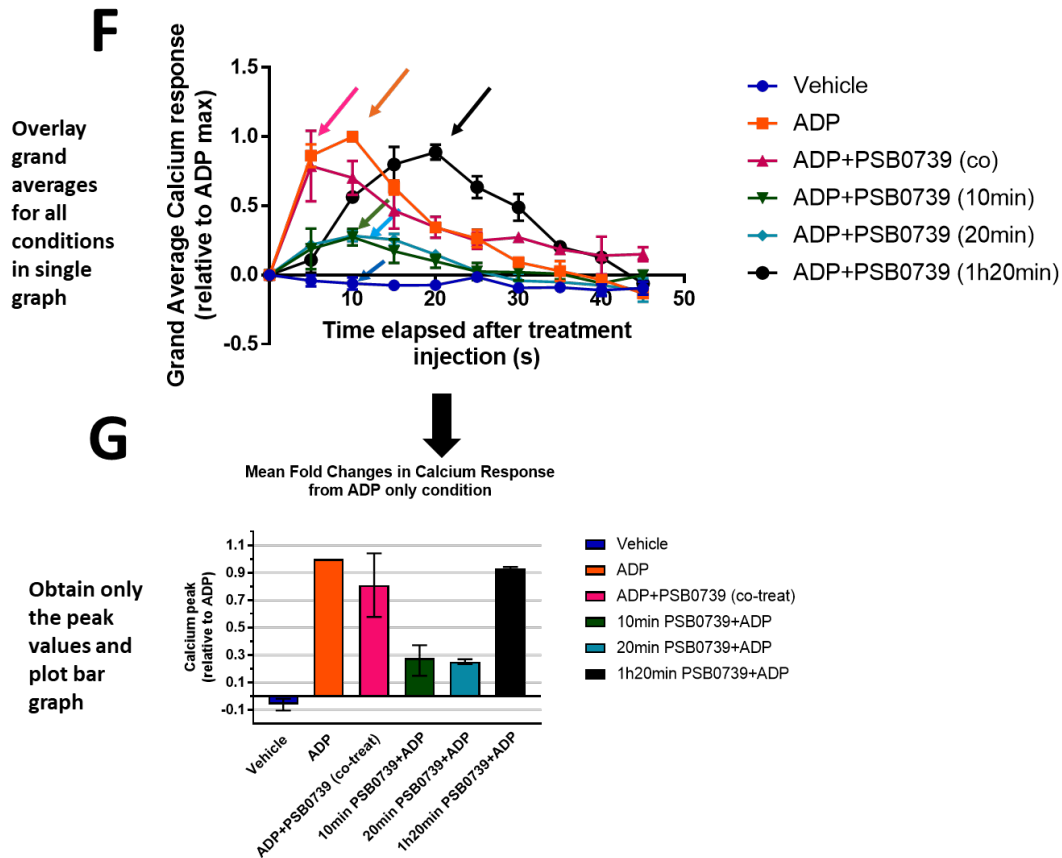 F
Overlay
grand
averages
for all
conditions
in single
graph
Grand Average Calcium response
(relative to ADP max)
1.5
1.0
0.5
0.0
-0.5
10
20
30
40
50
Time elapsed after treatment
injection (s)
Vehicle
ADP
ADP+PSB0739 (co)
ADP+PSB0739 (10min)
ADP+PSB0739 (20min)
ADP+PSB0739 (1h20min)
G
Mean Fold Changes in Calcium Response
from ADP only condition
Obtain only
the peak
values and
plot bar
graph
Calcium peak
(relative to ADP)
1.1
0.9
0.7
0.5
0.3
0.1
-0.1
Vehicle
ADP
ADP+PSB0739 (co-treat)
10min PSB0739+ADP
20min PSB0739+ADP
1h20min PSB0739+ADP
Vehicle
ADP
ADP+PSB0739 (co-treat)
10min PSB0739+ADP
20min PSB0739+ADP
1h20min PSB0739+ADP